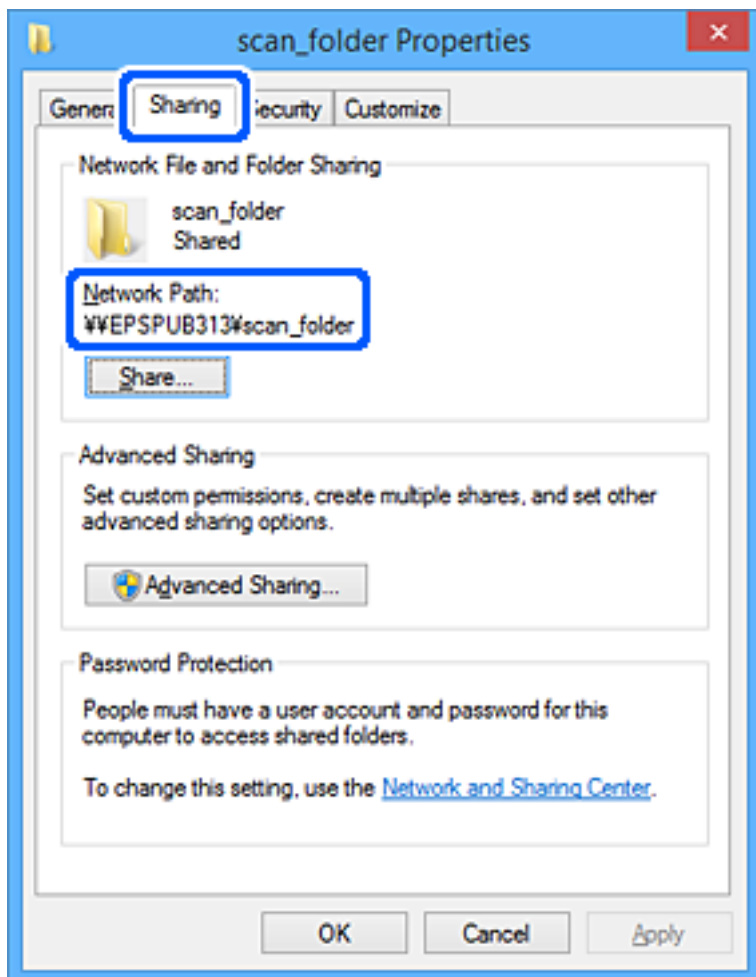 scan_folder Properties
Sharing
Customize
Network File and Folder Sharing
scan_folder
Shared
Network Path:
¥¥EPSPUB313¥scan_folder
Share...
Advanced Sharing
Set custom permissions, create multiple shares, and set other
advanced sharing options.
Advanced Sharing...
Password Protection
People must have a user account and password for this
computer to access shared folders.
To change this setting, use the Network and Sharing Center.
OK
Cancel
Apply